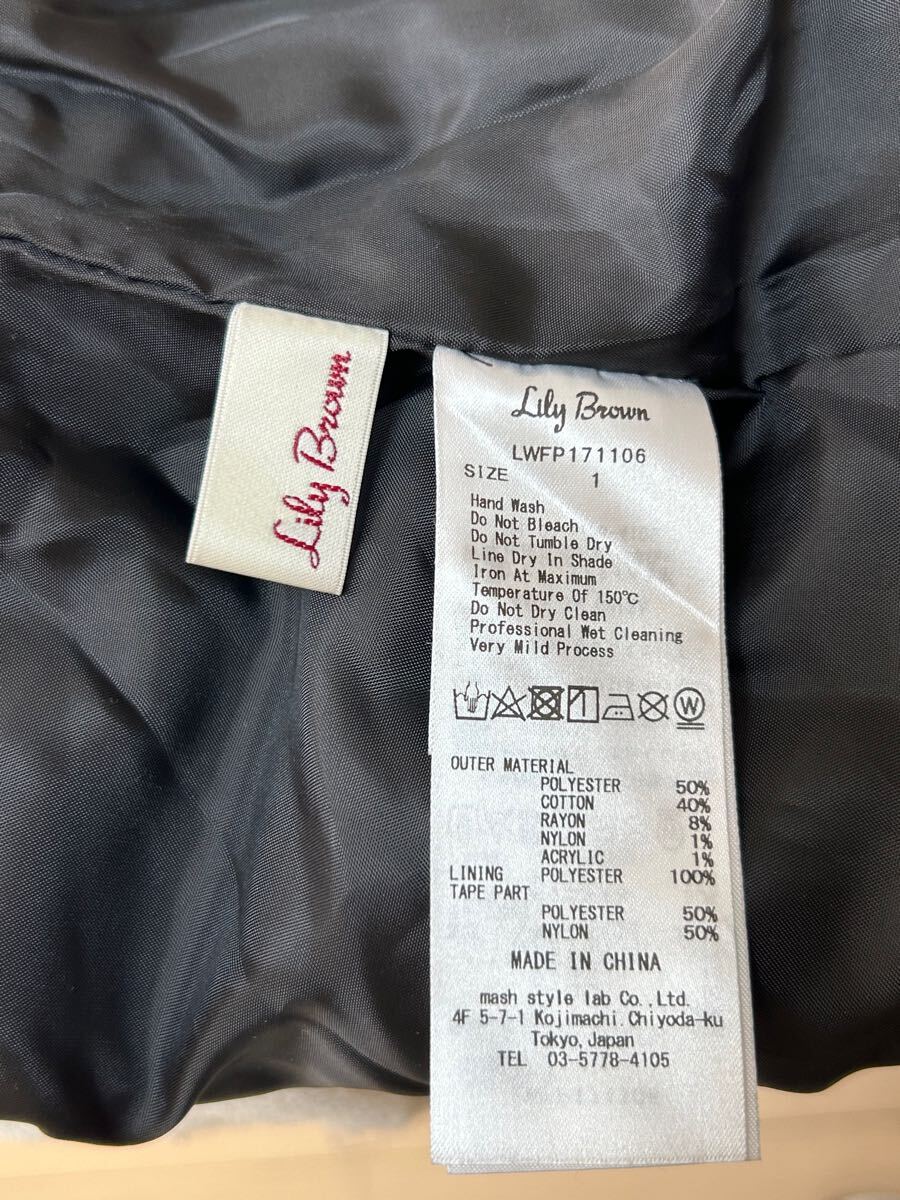 Lily Brown
Lily Brown
LWFP171106
SIZE 1
Hand Wash
Do Not Bleach
Do Not Tumble Dry
Line Dry In Shade
Iron At Maximum
Temperature Of 150℃
Do Not Dry Clean
Professional Wet Cleaning
Very Mild Process
W
OUTER MATERIAL
POLYESTER 50%
COTTON 40%
RAYON 8%
NYLON 1%
ACRYLIC 1%
LINING POLYESTER 100%
TAPE PART
POLYESTER 50%
NYLON 50%
MADE IN CHINA
mash style lab Co.,Ltd.
4F 5-7-1 Kojimachi.Chiyoda-ku
Tokyo, Japan
TEL 03-5778-4105